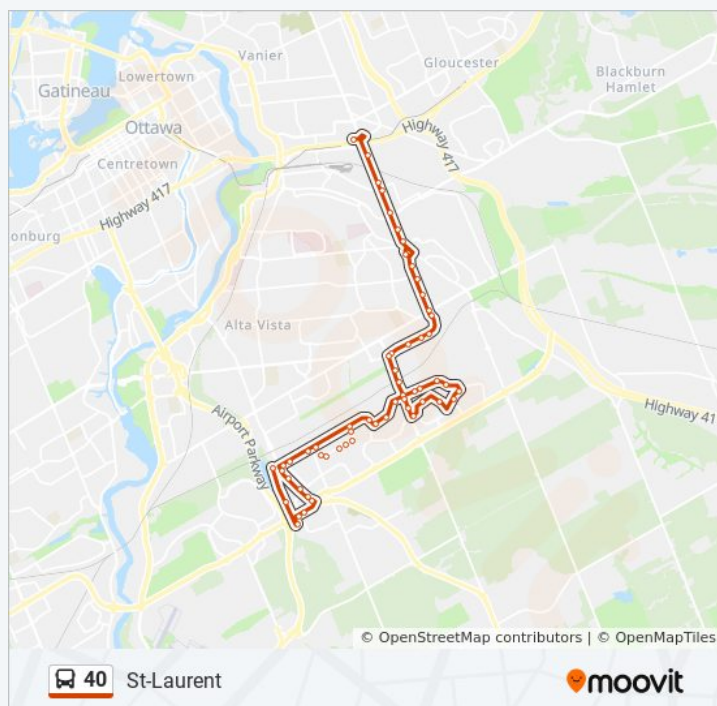 Vanier
Gloucester
Lowertown
Blackburn
Hamlet
Gatineau
Ottawa
Highway 417
Centretown
Highway 417
onburg
Alta Vista
Airport Parkway
Highway 41
© OpenStreetMap contributors | © OpenMapTiles
40 St-Laurent
moovit